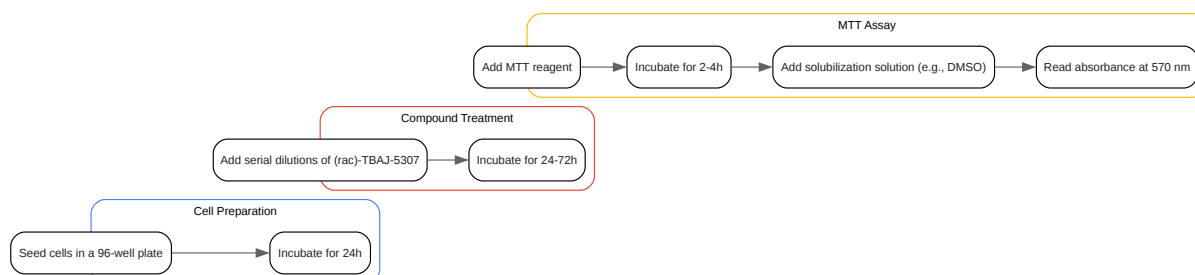 MTT Assay
Add MTT reagent
Incubate for 2-4h
Add solubilization solution (e.g., DMSO)
Read absorbance at 570 nm
Compound Treatment
Add serial dilutions of (rac)-TBAJ-5307
Incubate for 24-72h
Cell Preparation
Seed cells in a 96-well plate
Incubate for 24h